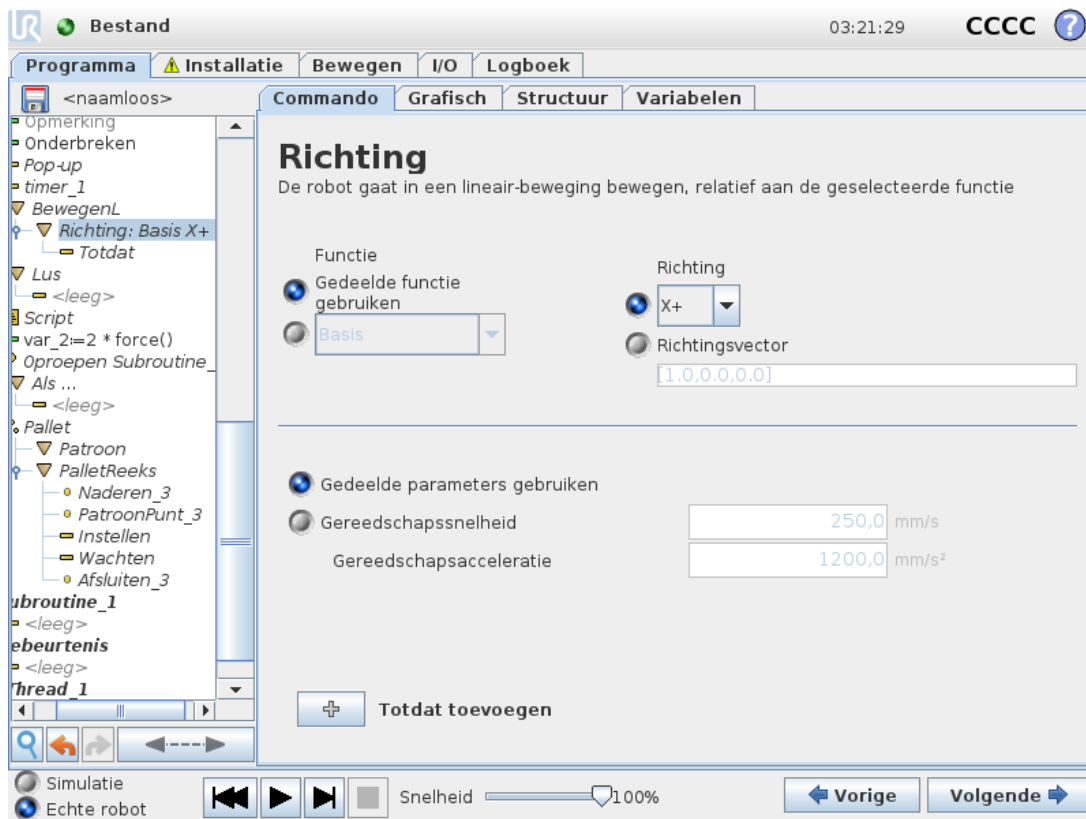 UR Bestand 03:21:29 CCCC ?
Programma Installatie Bewegen I/O Logboek
<naamloos>
Commando Grafisch Structuur Variabelen
Opmerking
Onderbreken
Pop-up
timer_1
BewegenL
Richting: Basis X+
Totdat
Lus
<leeg>
Script
var_2:=2 * force()
Oproepen Subroutine_
Als ...
<leeg>
Pallet
Patroon
PalletReeks
Naderen_3
PatroonPunt_3
Instellen
Wachten
Afsluiten_3
ubroutine_1
<leeg>
ebeurtenis
<leeg>
Thread_1
Richting
De robot gaat in een lineair-beweging bewegen, relatief aan de geselecteerde functie
Functie
Gedeelde functie
gebruiken
Basis
Richting
X+
Richtingsvector
[1.0,0.0,0.0]
Gedeelde parameters gebruiken
Gereedschapssnelheid 250,0 mm/s
Gereedschapsacceleratie 1200,0 mm/s²
Totdat toevoegen
Simulatie
Echte robot
Snelheid 100%
Vorige Volgende